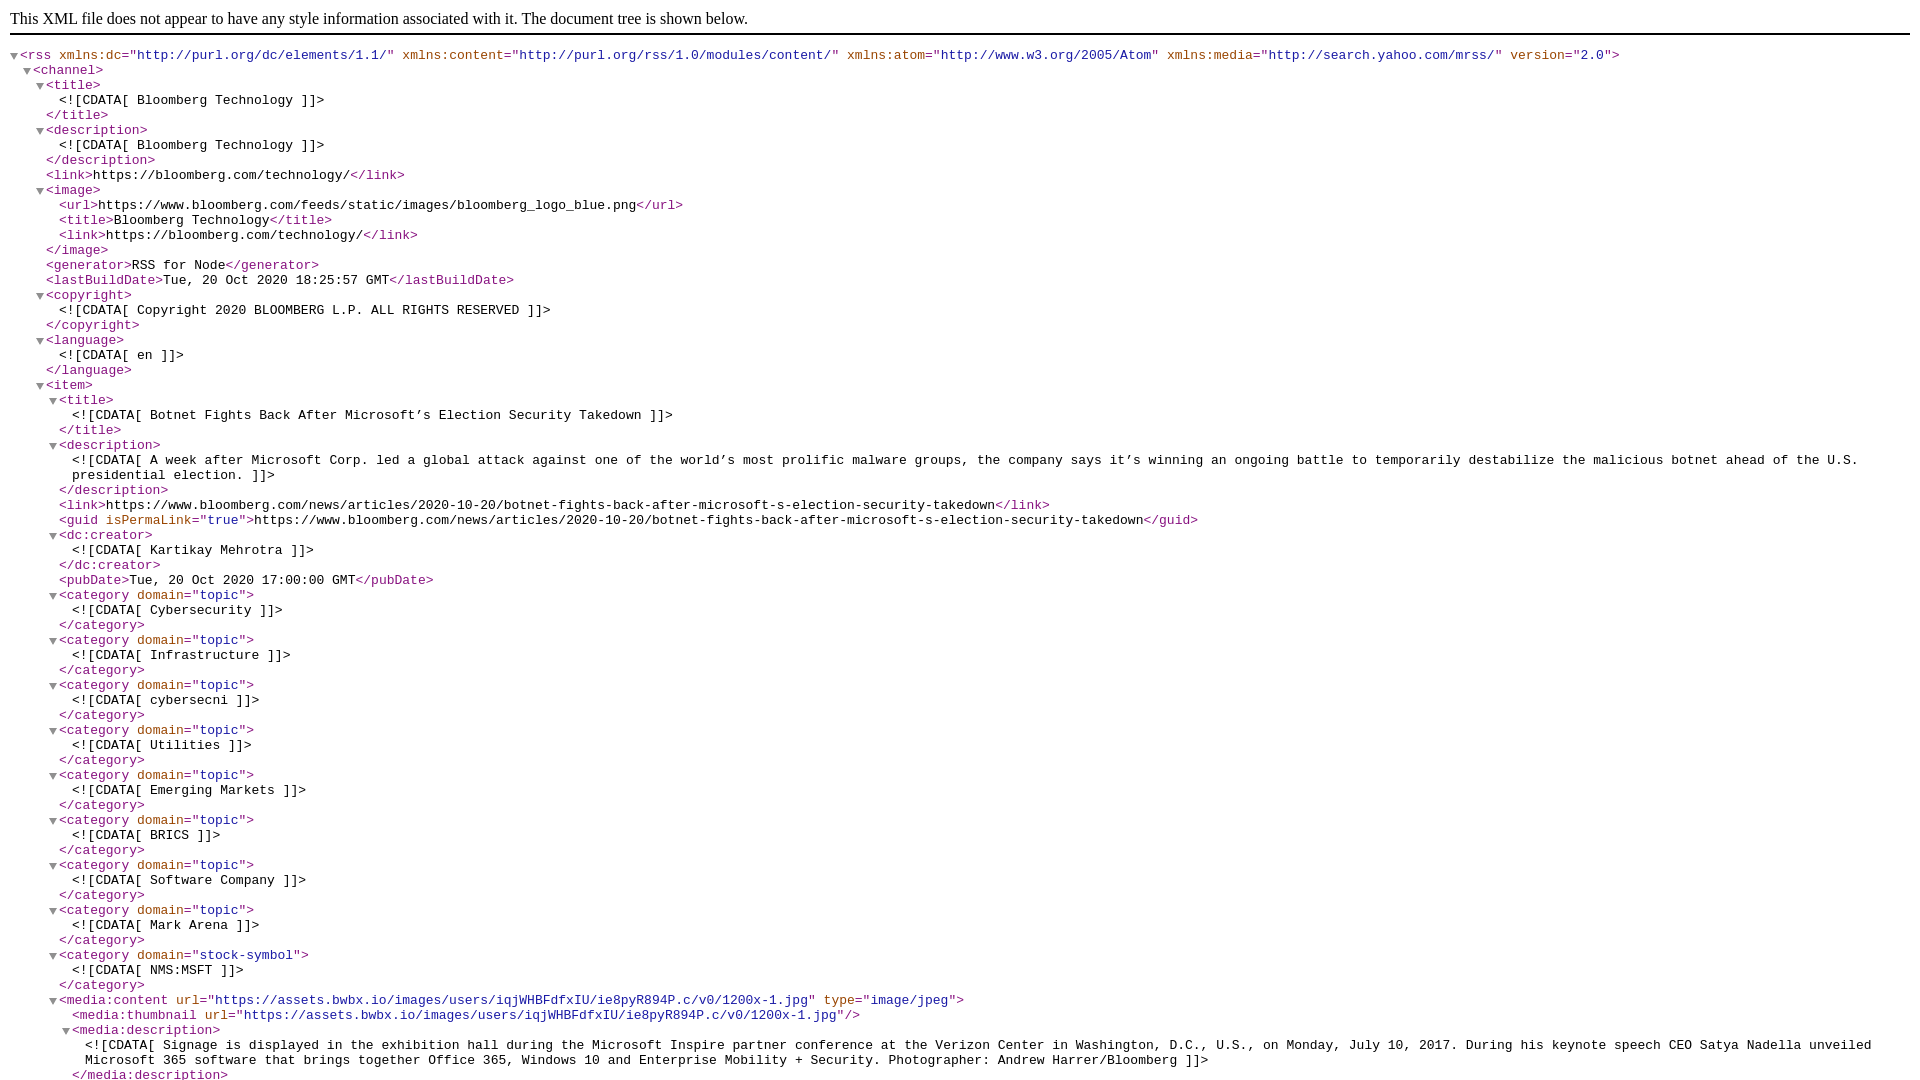 This XML file does not appear to have any style information associated with it. The document tree is shown below.
<rss xmlns:dc="http://purl.org/dc/elements/1.1/" xmlns:content="http://purl.org/rss/1.0/modules/content/" xmlns:atom="http://www.w3.org/2005/Atom" xmlns:media="http://search.yahoo.com/mrss/" version="2.0">
<channel>
<title>
<![CDATA[ Bloomberg Technology ]]>
</title>
<description>
<![CDATA[ Bloomberg Technology ]]>
</description>
<link>https://bloomberg.com/technology/</link>
<image>
<url>https://www.bloomberg.com/feeds/static/images/bloomberg_logo_blue.png</url>
<title>Bloomberg Technology</title>
<link>https://bloomberg.com/technology/</link>
</image>
<generator>RSS for Node</generator>
<lastBuildDate>Tue, 20 Oct 2020 18:25:57 GMT</lastBuildDate>
<copyright>
<![CDATA[ Copyright 2020 BLOOMBERG L.P. ALL RIGHTS RESERVED ]]>
</copyright>
<language>
<![CDATA[ en ]]>
</language>
<item>
<title>
<![CDATA[ Botnet Fights Back After Microsoft’s Election Security Takedown ]]>
</title>
<description>
<![CDATA[ A week after Microsoft Corp. led a global attack against one of the world’s most prolific malware groups, the company says it’s winning an ongoing battle to temporarily destabilize the malicious botnet ahead of the U.S.
presidential election. ]]>
</description>
<link>https://www.bloomberg.com/news/articles/2020-10-20/botnet-fights-back-after-microsoft-s-election-security-takedown</link>
<guid isPermaLink="true">https://www.bloomberg.com/news/articles/2020-10-20/botnet-fights-back-after-microsoft-s-election-security-takedown</guid>
<dc:creator>
<![CDATA[ Kartikay Mehrotra ]]>
</dc:creator>
<pubDate>Tue, 20 Oct 2020 17:00:00 GMT</pubDate>
<category domain="topic">
<![CDATA[ Cybersecurity ]]>
</category>
<category domain="topic">
<![CDATA[ Infrastructure ]]>
</category>
<category domain="topic">
<![CDATA[ cybersecni ]]>
</category>
<category domain="topic">
<![CDATA[ Utilities ]]>
</category>
<category domain="topic">
<![CDATA[ Emerging Markets ]]>
</category>
<category domain="topic">
<![CDATA[ BRICS ]]>
</category>
<category domain="topic">
<![CDATA[ Software Company ]]>
</category>
<category domain="topic">
<![CDATA[ Mark Arena ]]>
</category>
<category domain="stock-symbol">
<![CDATA[ NMS:MSFT ]]>
</category>
<media:content url="https://assets.bwbx.io/images/users/iqjWHBFdfxIU/ie8pyR894P.c/v0/1200x-1.jpg" type="image/jpeg">
<media:thumbnail url="https://assets.bwbx.io/images/users/iqjWHBFdfxIU/ie8pyR894P.c/v0/1200x-1.jpg"/>
<media:description>
<![CDATA[ Signage is displayed in the exhibition hall during the Microsoft Inspire partner conference at the Verizon Center in Washington, D.C., U.S., on Monday, July 10, 2017. During his keynote speech CEO Satya Nadella unveiled
Microsoft 365 software that brings together Office 365, Windows 10 and Enterprise Mobility + Security. Photographer: Andrew Harrer/Bloomberg ]]>
</media:description>